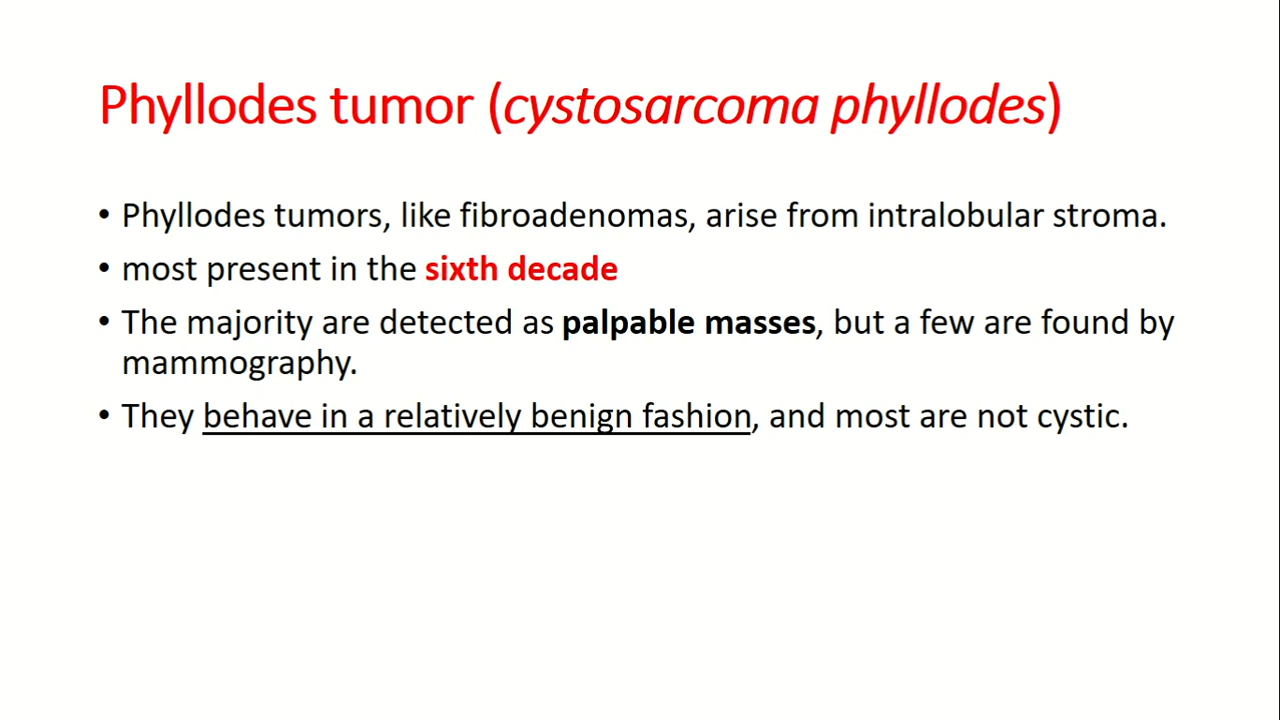 Phyllodes tumor (cystosarcoma phyllodes)
• Phyllodes tumors, like fibroadenomas, arise from intralobular stroma.
• most present in the sixth decade
• The majority are detected as palpable masses, but a few are found by
mammography.
• They behave in a relatively benign fashion, and most are not cystic.